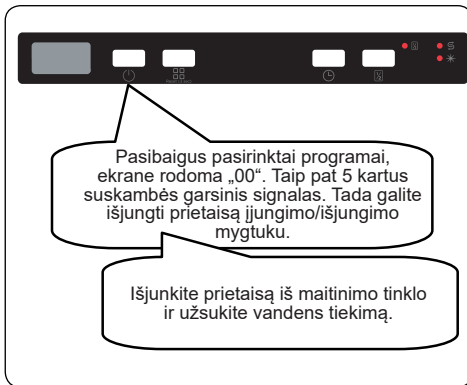 Pasibaigus pasirinktai programai,
ekrane rodoma „00“. Taip pat 5 kartus
suskambės garsinis signalas. Tada galite
išjungti prietaisą įjungimo/išjungimo
mygtuku.
Išjunkite prietaisą iš maitinimo tinklo
ir užsukite vandens tiekimą.